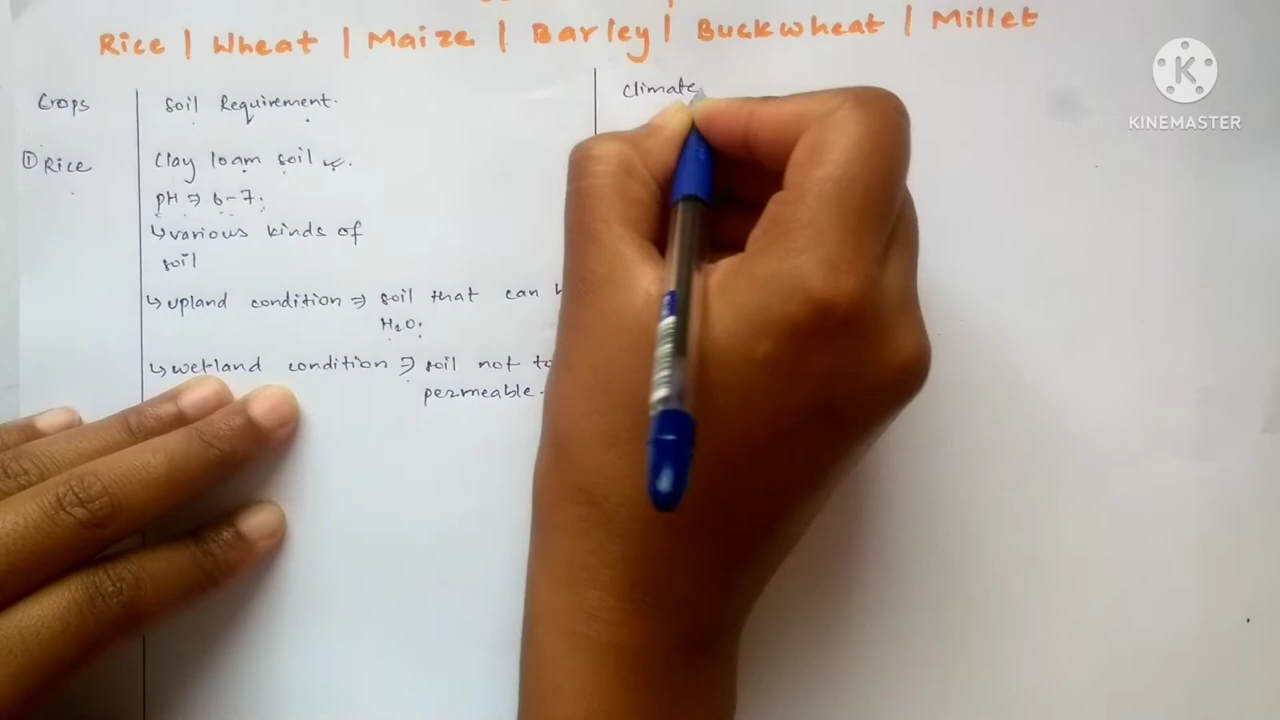 Rice | Wheat | Maize | Barley | Buckwheat | Millet
KINEMASTER
Crops
Soil Requirement.
Climate
① Rice
Clay loam soil
pH ⇒ 6-7.
↳ various kinds of
soil
↳ upland condition ⇒ soil that can
H₂O.
↳ wetland condition ⇒ soil not
permeable.